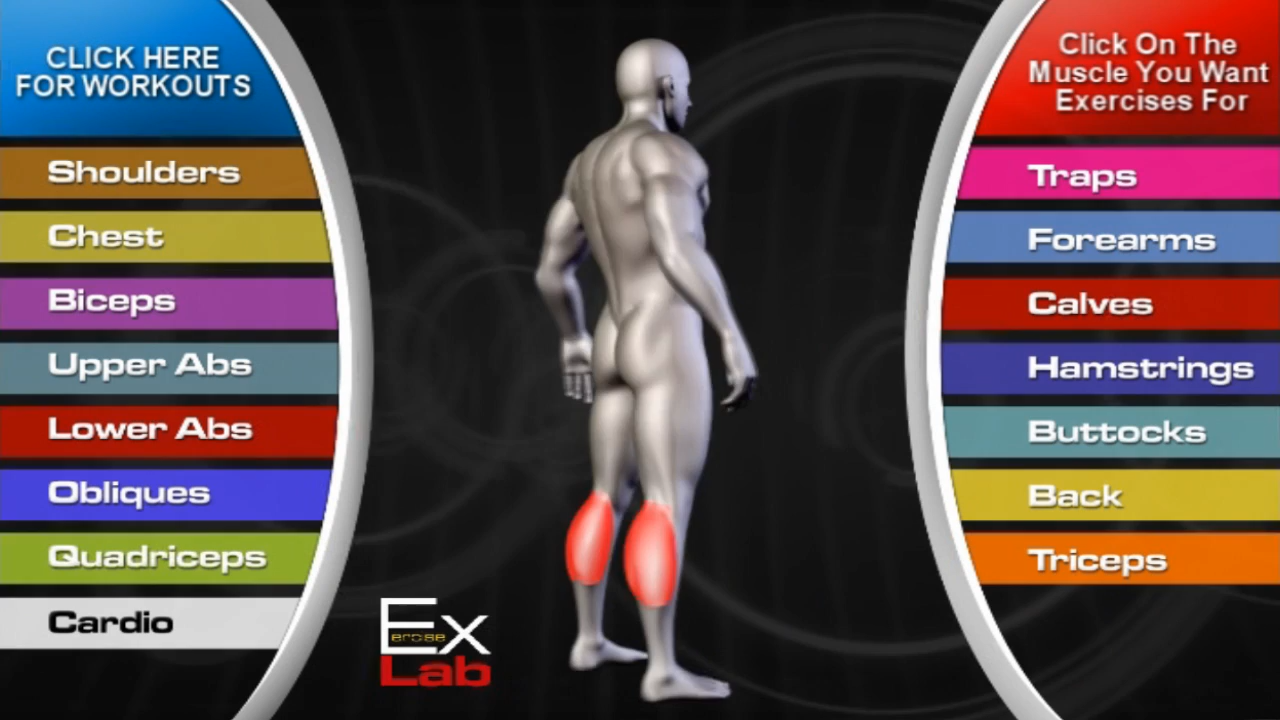 CLICK HERE
FOR WORKOUTS
Shoulders
Chest
Biceps
Upper Abs
Lower Abs
Obliques
Quadriceps
Cardio
Ex
ercise
Lab
Click On The
Muscle You Want
Exercises For
Traps
Forearms
Calves
Hamstrings
Buttocks
Back
Triceps